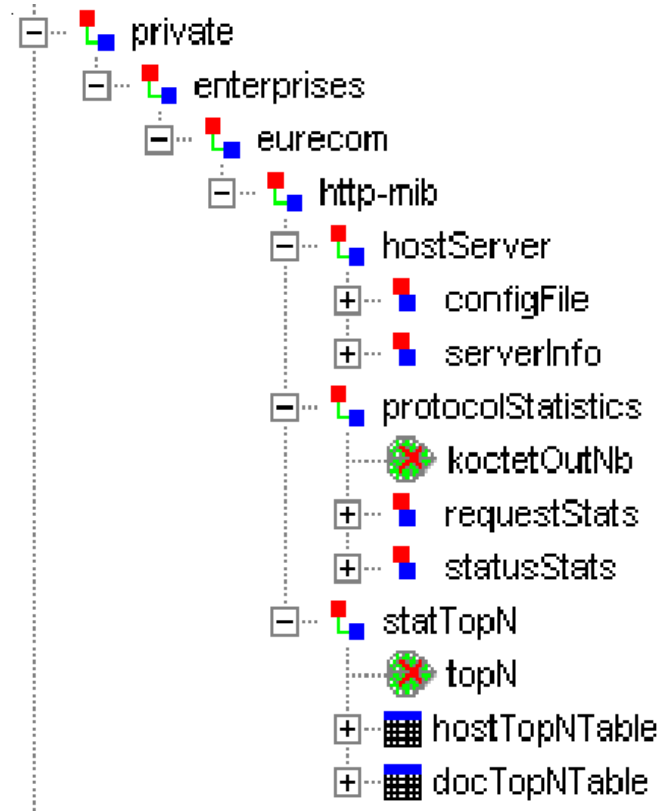 private
enterprises
eurecom
http-mib
hostServer
configFile
serverInfo
protocolStatistics
koctetOutNb
requestStats
statusStats
statTopN
topN
hostTopNTable
docTopNTable